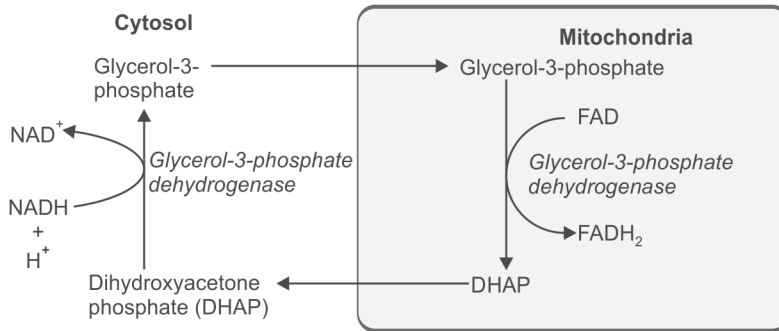 Cytosol
Mitochondria
Glycerol-3-
phosphate
Glycerol-3-phosphate
NAD+
FAD
Glycerol-3-phosphate
dehydrogenase
Glycerol-3-phosphate
dehydrogenase
NADH
+
H+
FADH2
Dihydroxyacetone
phosphate (DHAP)
DHAP